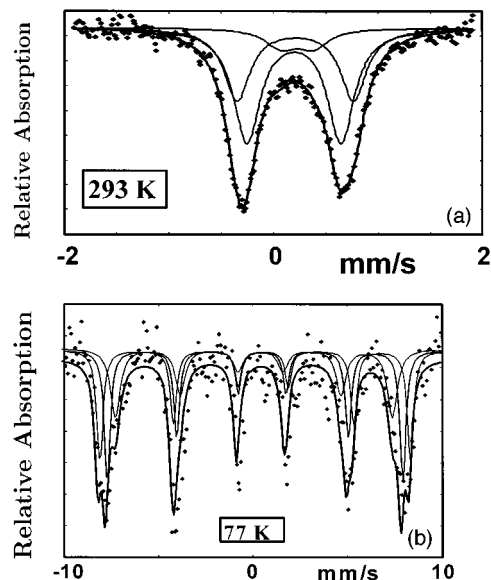 Relative Absorption
293 K
(a)
-2 0 2
mm/s
Relative Absorption
77 K
(b)
-10 0 10
mm/s